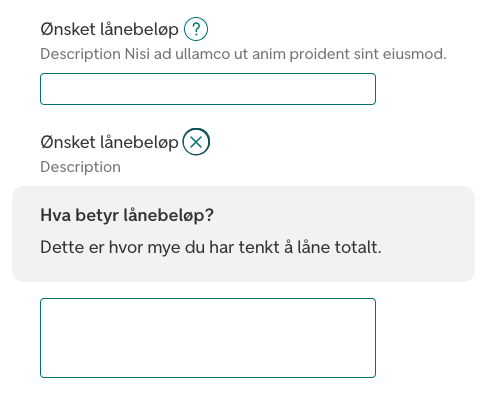 Ønsket lånebeløp ?
Description Nisi ad ullamco ut anim proident sint eiusmod.
Ønsket lånebeløp
Description
Hva betyr lånebeløp?
Dette er hvor mye du har tenkt å låne totalt.